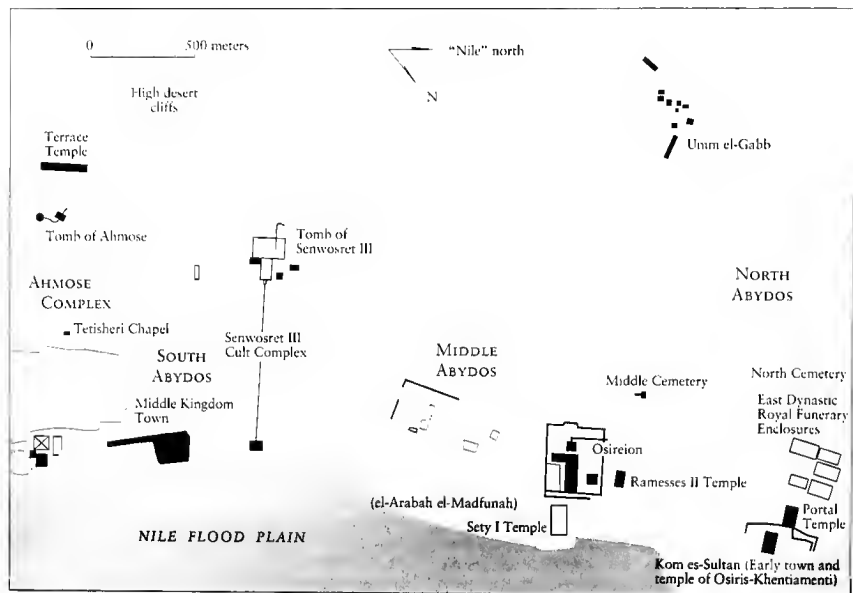 0 500 meters
"Nile" north
N
High desert
cliffs
Terrace
Temple
Umm el-Gabb
Tomb of Ahmose
Tomb of
Senwosret III
AHMOSE
COMPLEX
NORTH
ABYDOS
Tetisheri Chapel
Senwosret III
Cult Complex
SOUTH
ABYDOS
MIDDLE
ABYDOS
Middle Kingdom
Town
Middle Cemetery
North Cemetery
East Dynastic
Royal Funerary
Enclosures
Osireion
Ramesses II Temple
(el-Arabah el-Madfunah)
Sety I Temple
Portal
Temple
NILE FLOOD PLAIN
Kom es-Sultan (Early town and
temple of Osiris-Khentiamenti)